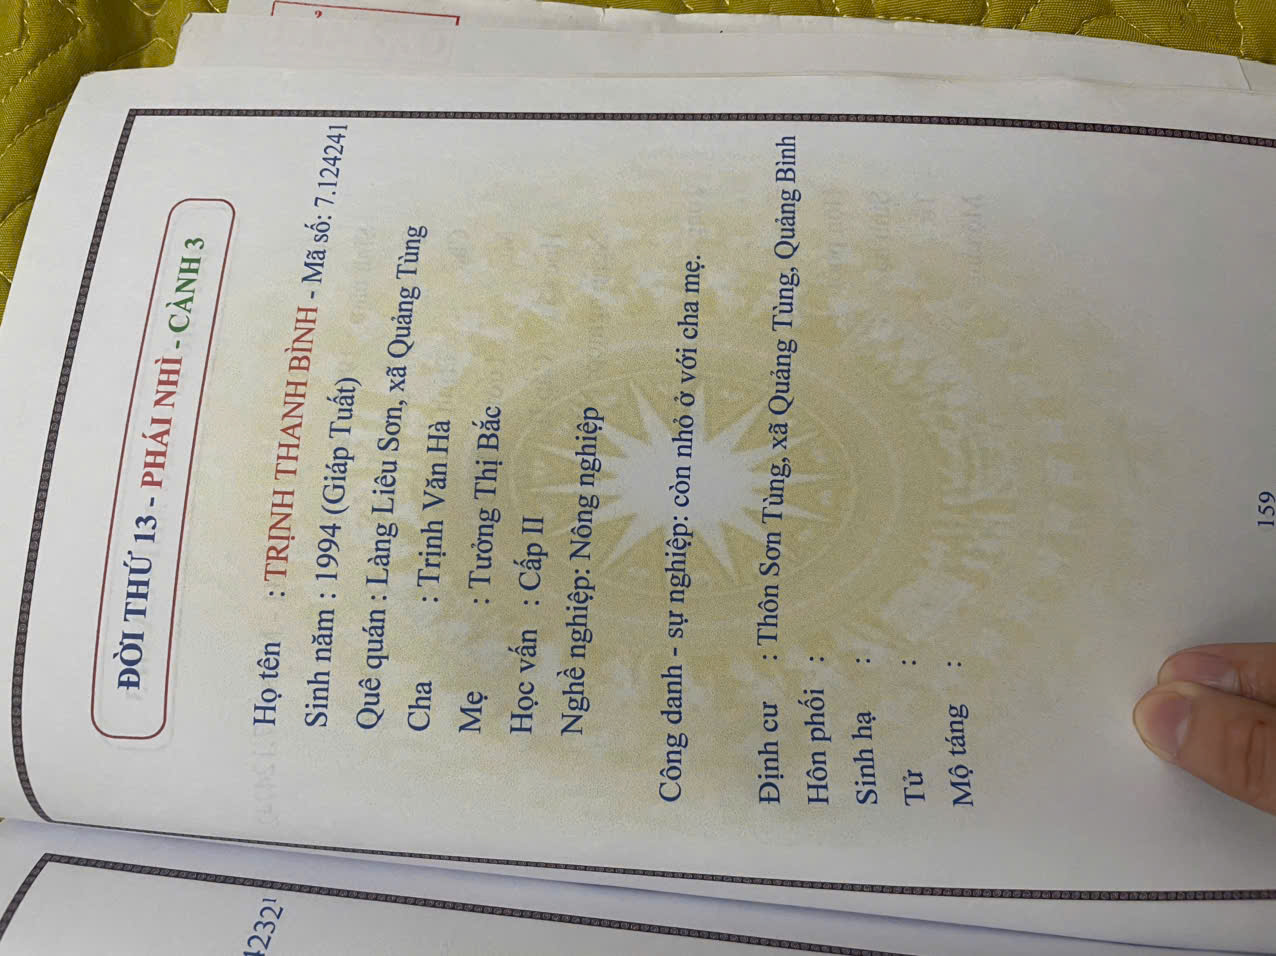 ĐỜI THỨ 13 - PHÁI NHÌ - CÀNH 3
Họ tên : TRỊNH THANH BÌNH - Mã số: 7.124241
Sinh năm : 1994 (Giáp Tuất)
Quê quán : Làng Liêu Sơn, xã Quảng Tùng
Cha : Trịnh Văn Hà
Mẹ : Tưởng Thị Bắc
Học vấn : Cấp II
Nghề nghiệp: Nông nghiệp
Công danh - sự nghiệp: còn nhỏ ở với cha mẹ.
Định cư : Thôn Sơn Tùng, xã Quảng Tùng, Quảng Bình
Hôn phối :
Sinh hạ :
Tử :
Mộ táng :
159
42321